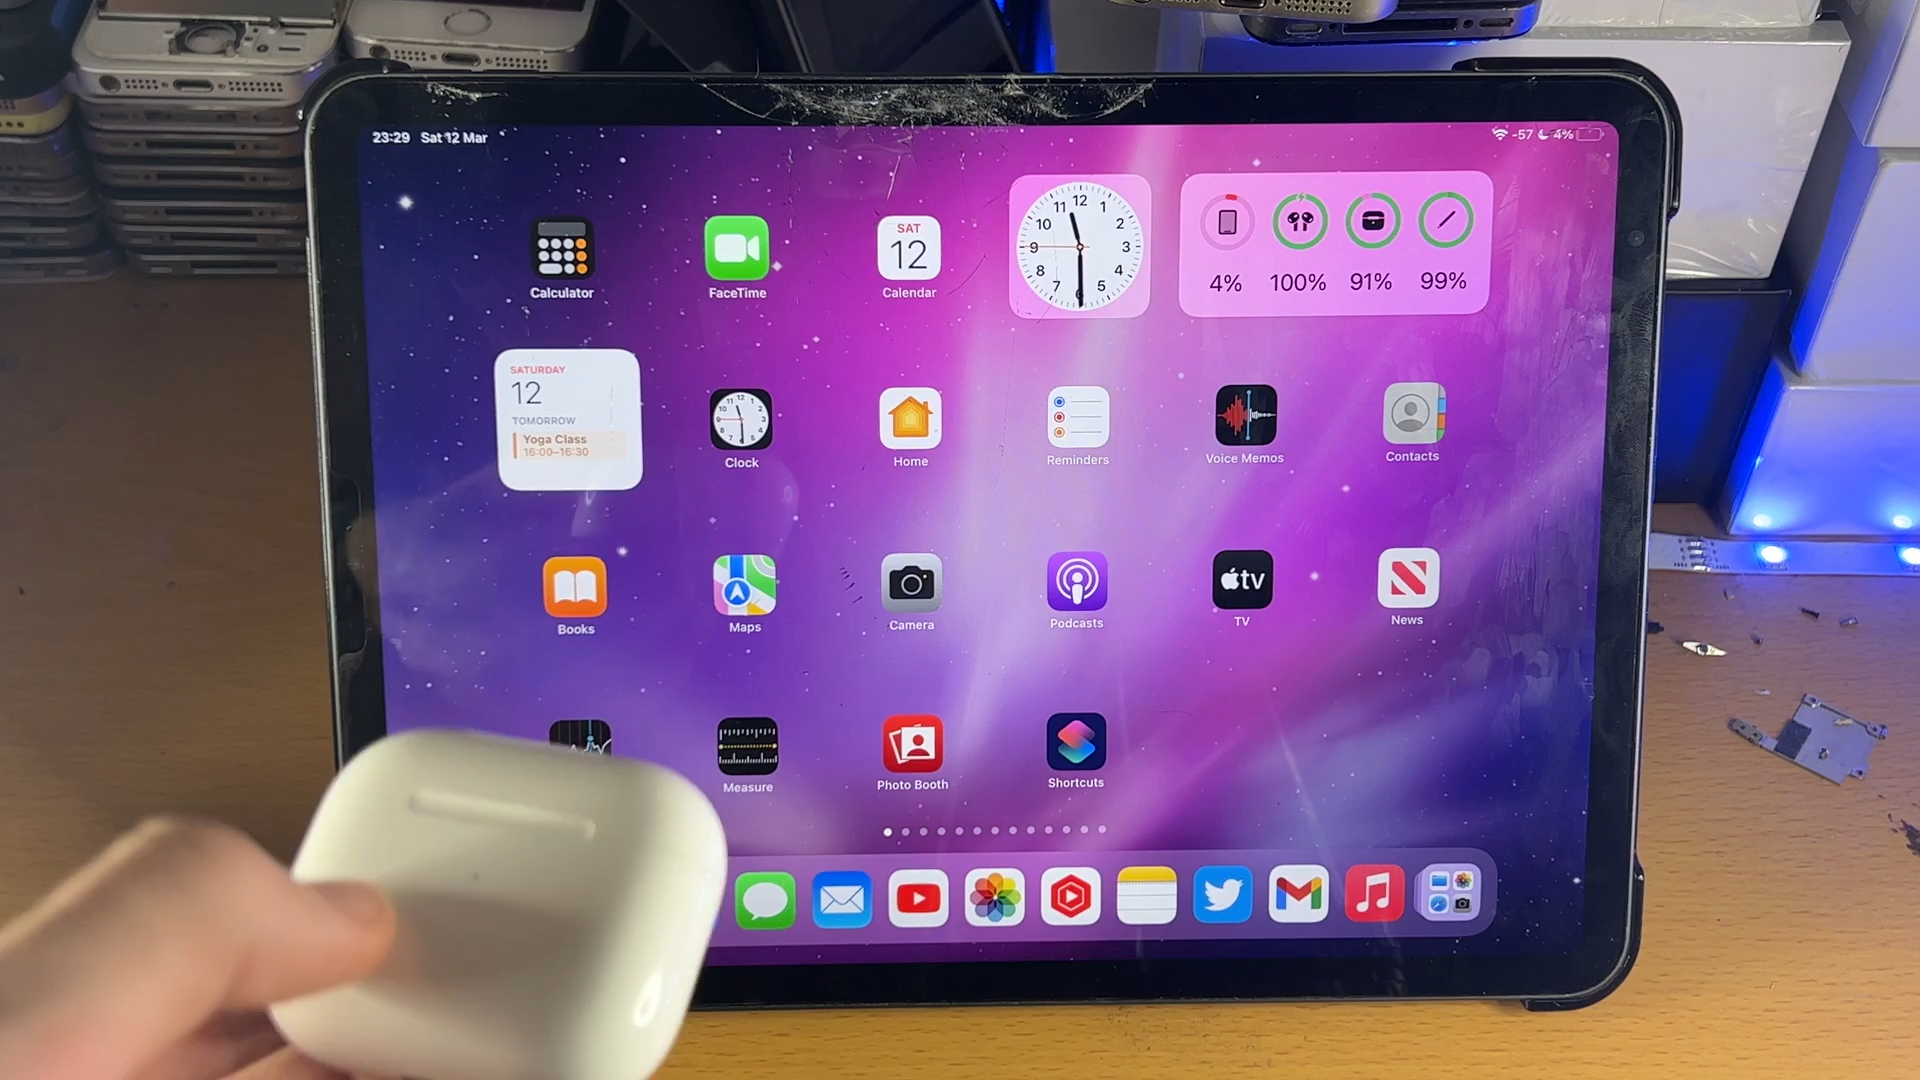 23:29 Sat 12 Mar
-57 4%
SAT
12
12
1
2
3
4
5
7
8
9
10
11
4% 100% 91% 99%
Calculator FaceTime Calendar
SATURDAY
12
TOMORROW
Yoga Class
16:00–16:30
Clock Home Reminders Voice Memos Contacts
tv
Books Maps Camera Podcasts TV News
Measure Photo Booth Shortcuts